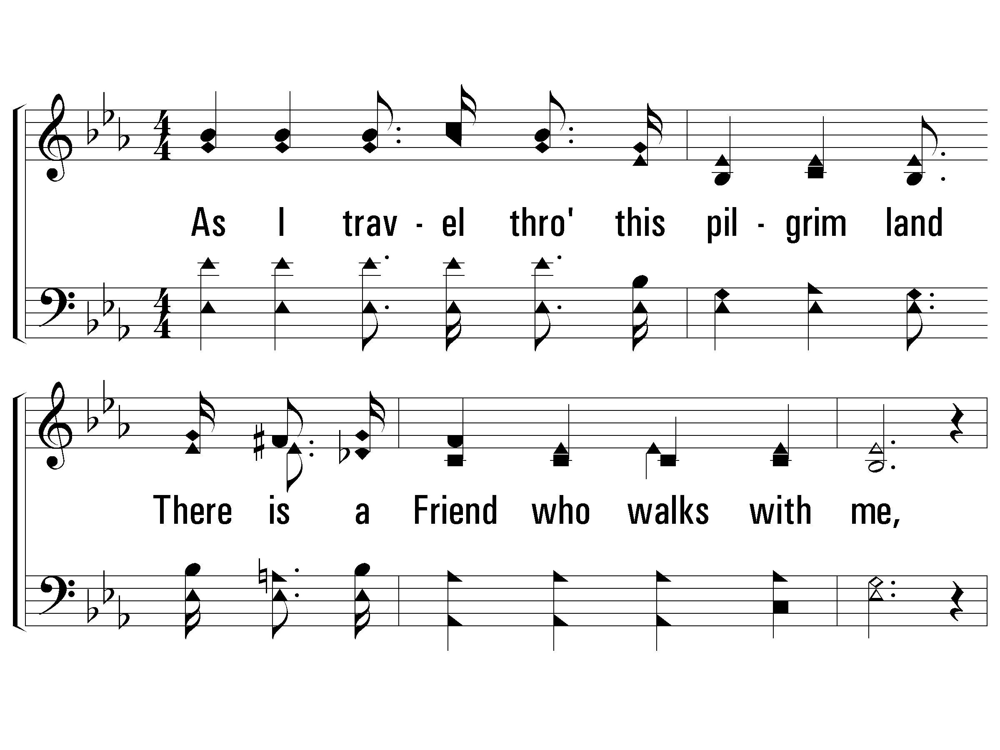 As I trav - el thro' this pil - grim land
There is a Friend who walks with me,